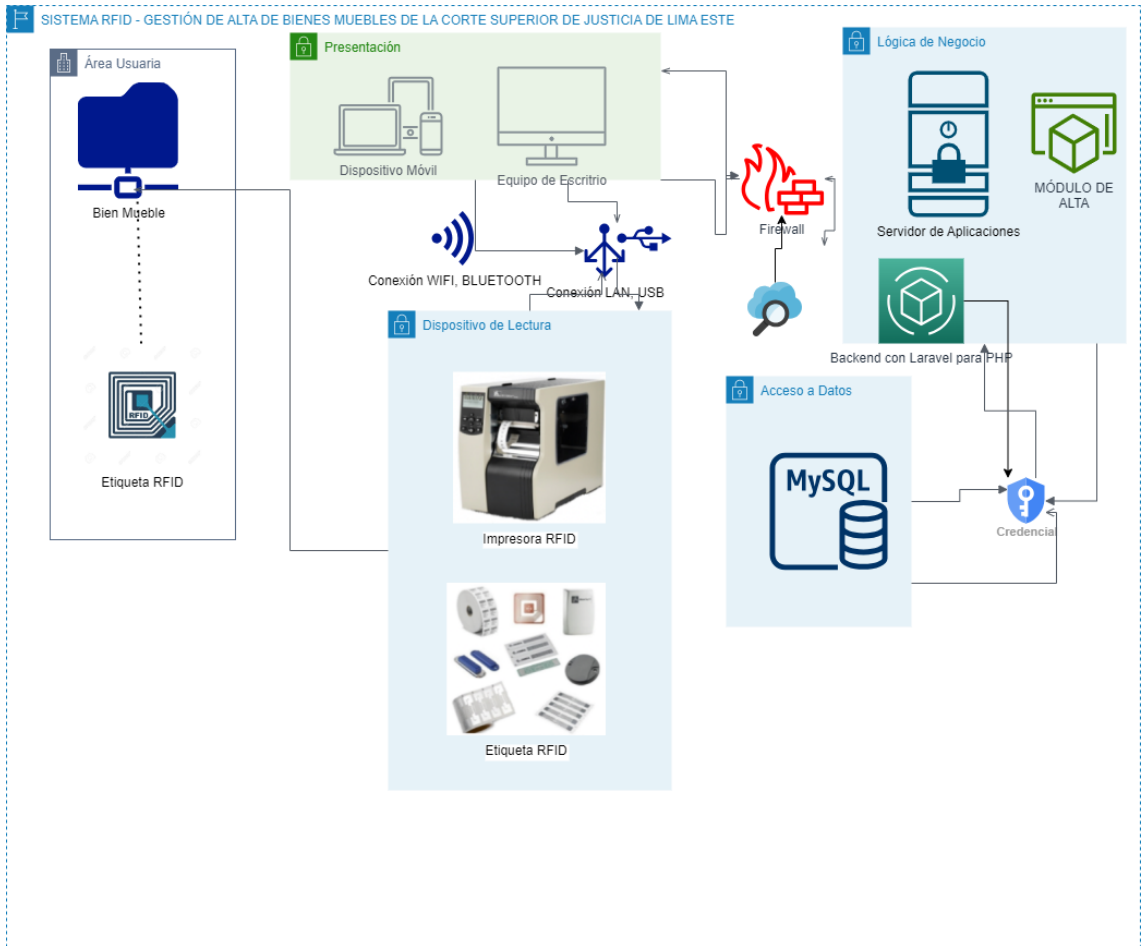 SISTEMA RFID - GESTIÓN DE ALTA DE BIENES MUEBLES DE LA CORTE SUPERIOR DE JUSTICIA DE LIMA ESTE
Área Usuaria
Bien Mueble
RFID
Etiqueta RFID
Presentación
Dispositivo Móvil
Equipo de Escritrio
Conexión WIFI, BLUETOOTH
Conexión LAN, USB
Dispositivo de Lectura
Impresora RFID
Etiqueta RFID
Firewall
Lógica de Negocio
Servidor de Aplicaciones
MÓDULO DE
ALTA
Backend con Laravel para PHP
Acceso a Datos
MySQL
Credencial